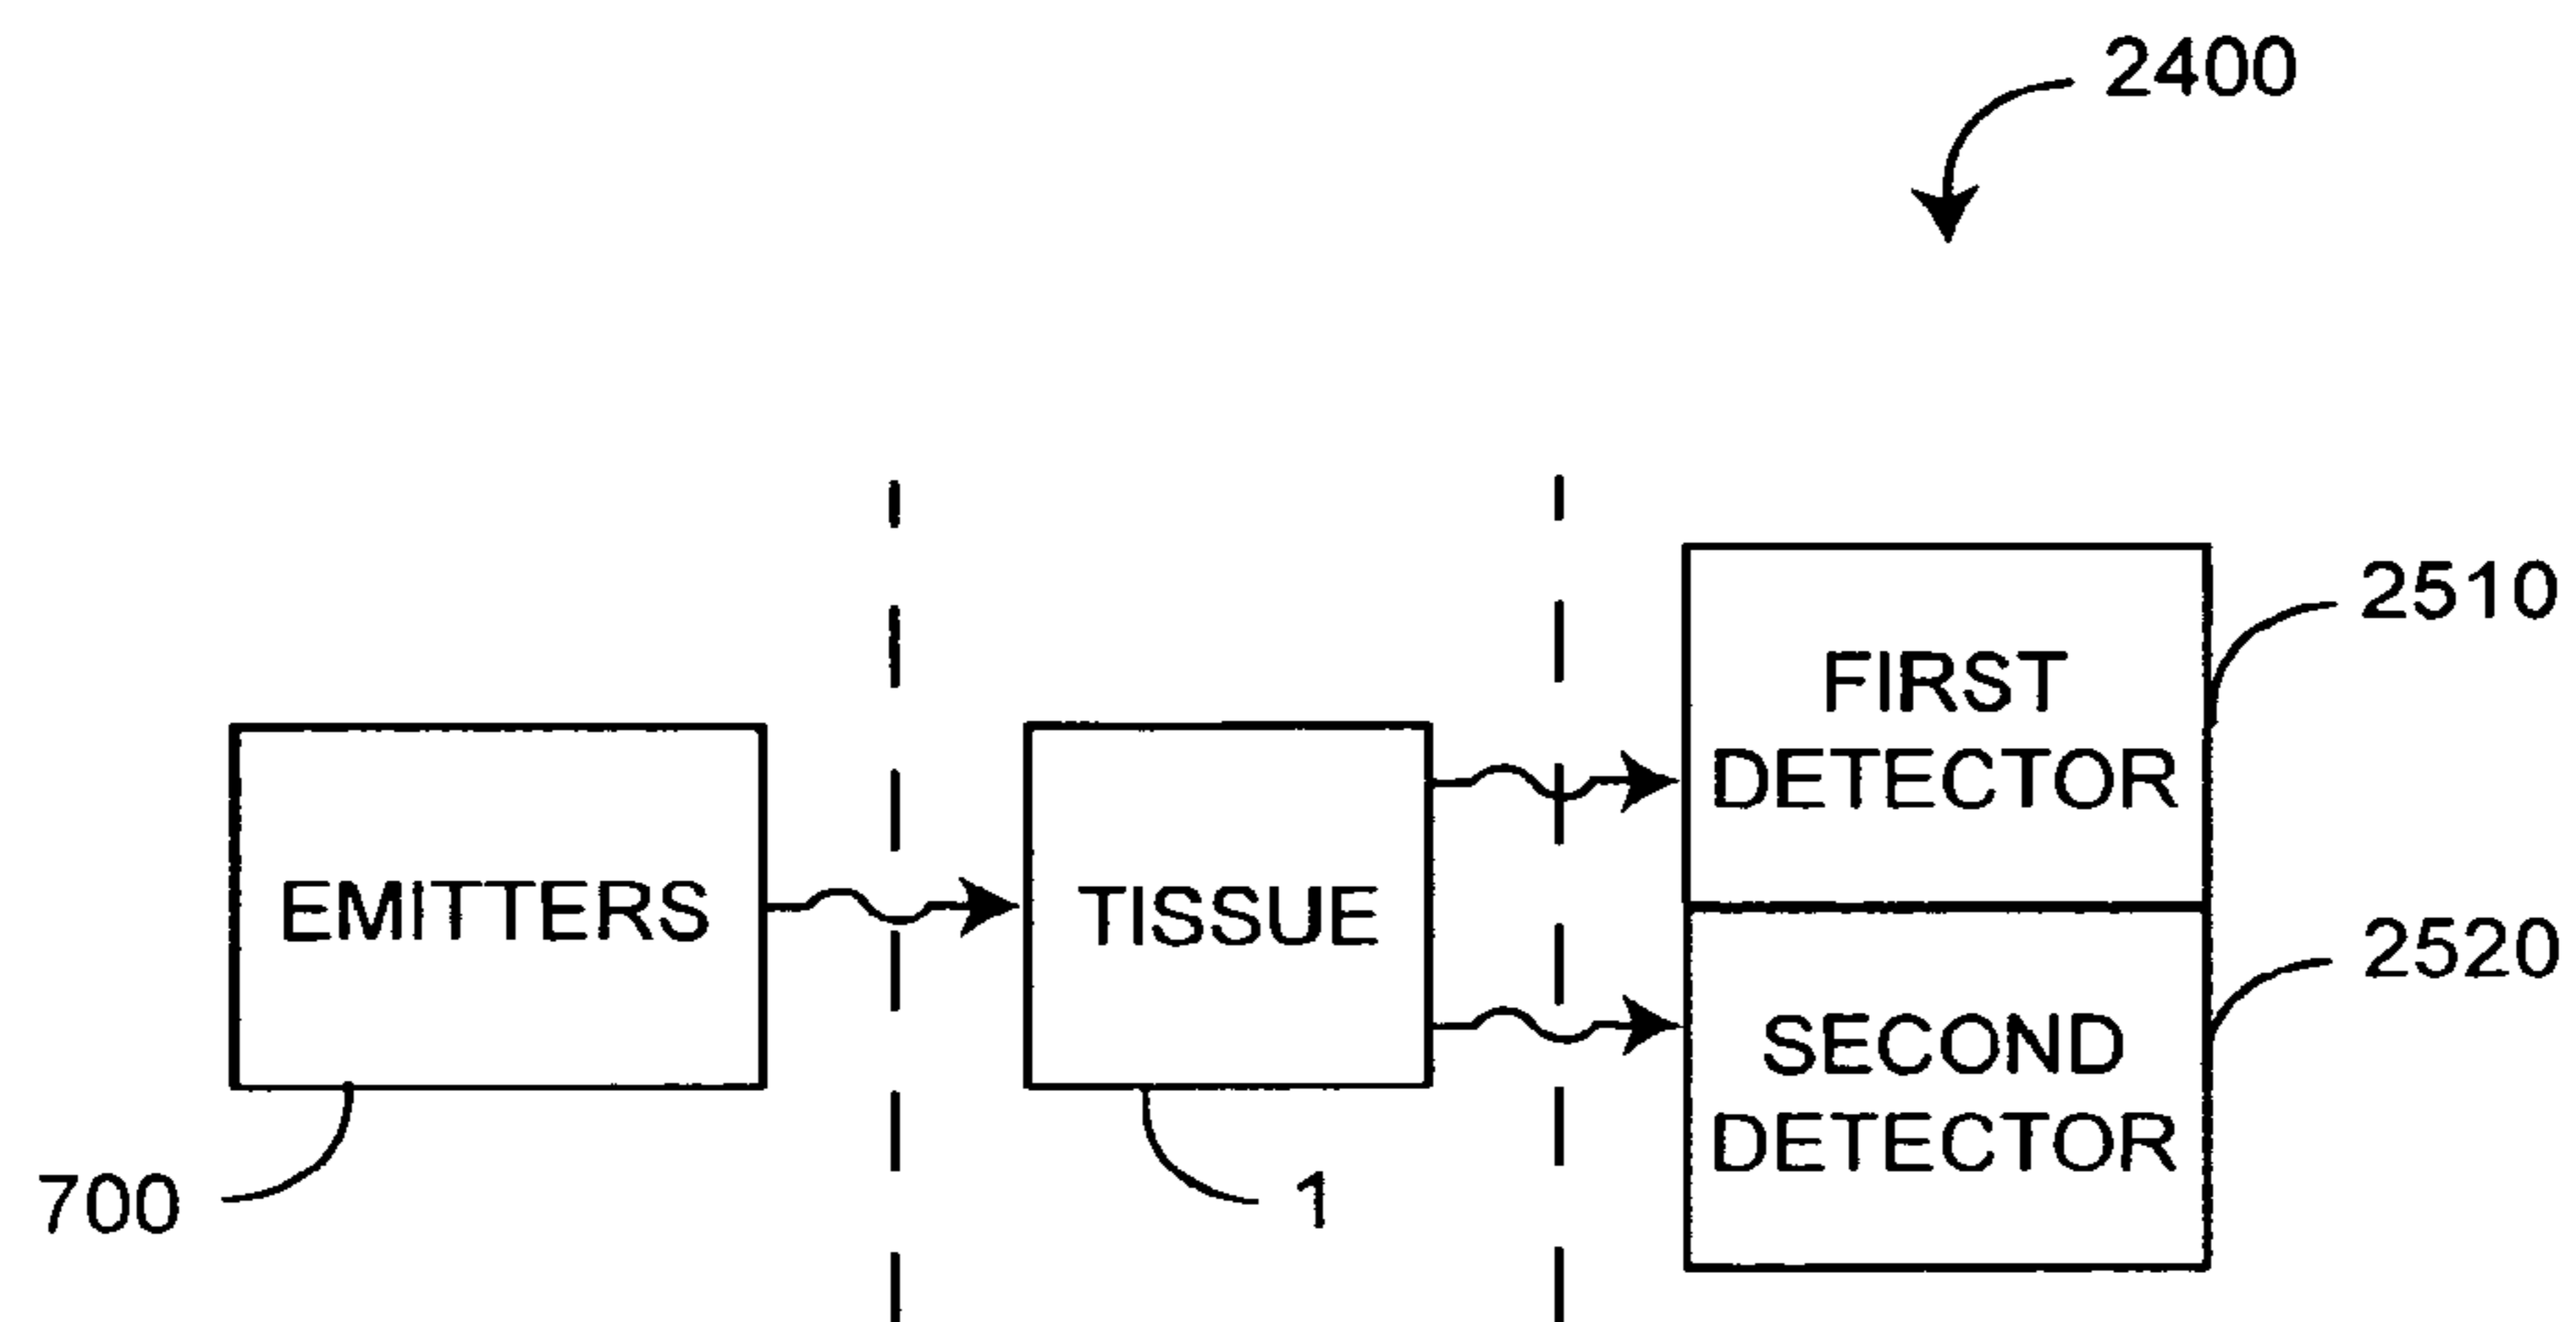 2400
2510
FIRST
DETECTOR
EMITTERS
TISSUE
2520
SECOND
DETECTOR
700
1